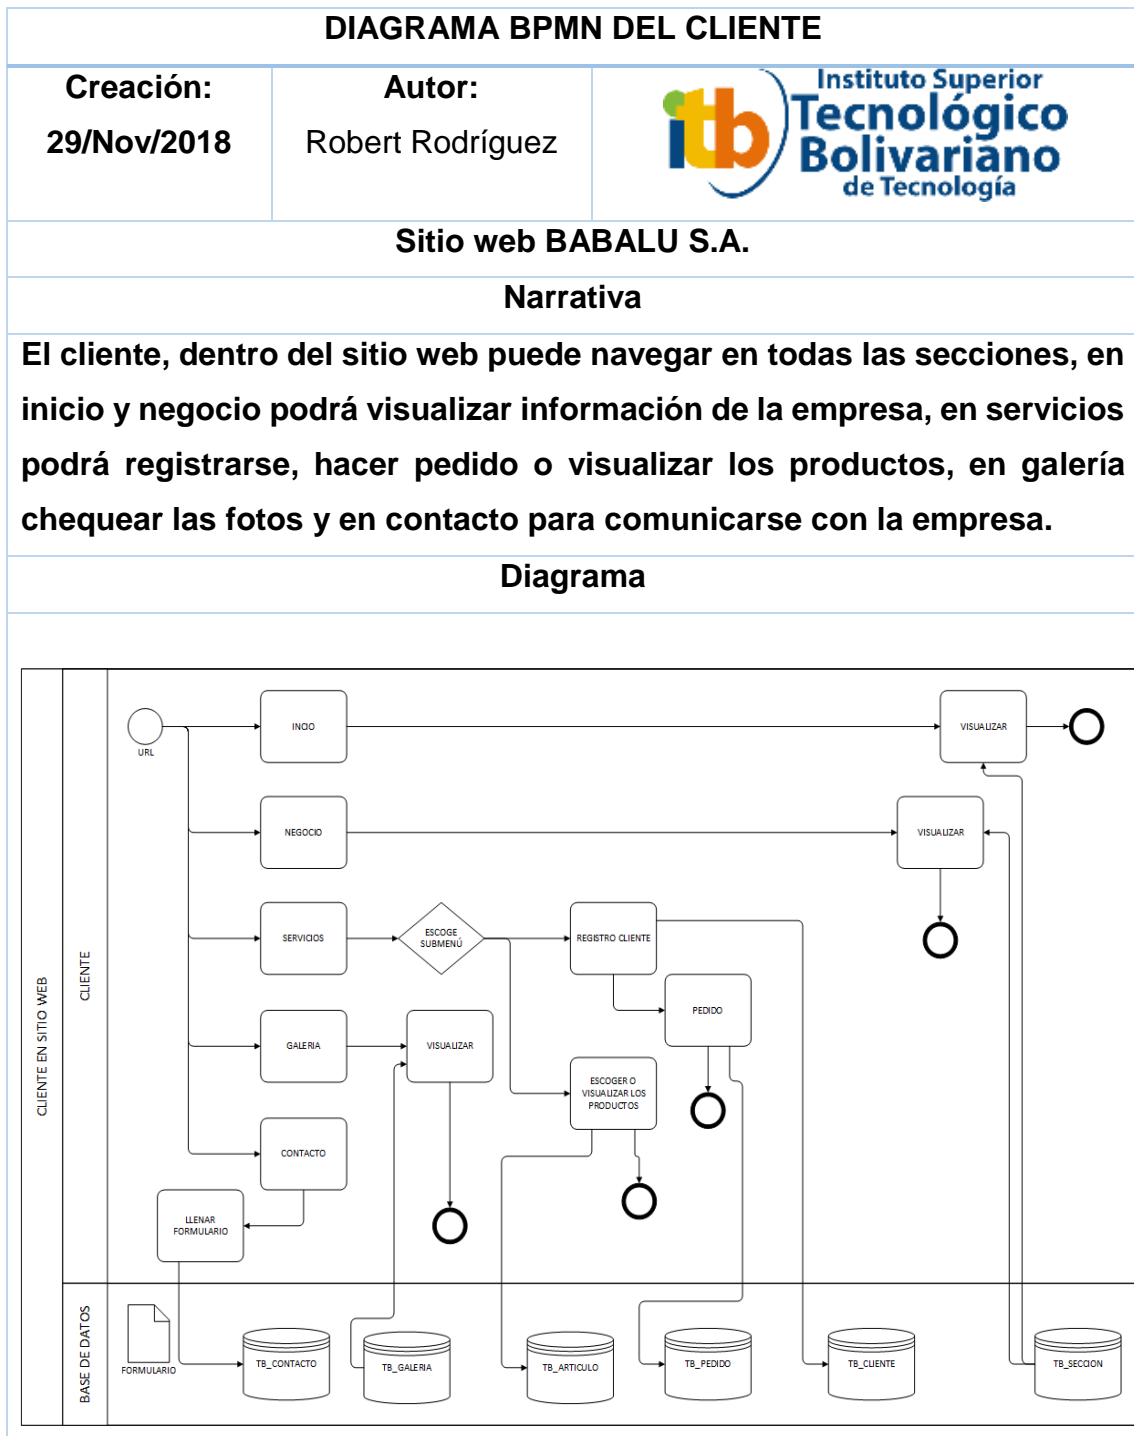 DIAGRAMA BPMN DEL CLIENTE
Creación:
29/Nov/2018
Autor:
Robert Rodríguez
itb
Instituto Superior
Tecnológico
Bolivariano
de Tecnología
Sitio web BABALU S.A.
Narrativa
El cliente, dentro del sitio web puede navegar en todas las secciones, en
inicio y negocio podrá visualizar información de la empresa, en servicios
podrá registrarse, hacer pedido o visualizar los productos, en galería
chequear las fotos y en contacto para comunicarse con la empresa.
Diagrama
CLIENTE EN SITIO WEB
CLIENTE
URL
INCIO
VISUALIZAR
NEGOCIO
VISUALIZAR
SERVICIOS
ESCOGE
SUBMENÚ
REGISTRO CLIENTE
PEDIDO
GALERIA
VISUALIZAR
ESCOGER O
VISUALIZAR LOS
PRODUCTOS
CONTACTO
LLENAR
FORMULARIO
BASE DE DATOS
FORMULARIO
TB_CONTACTO
TB_GALERIA
TB_ARTICULO
TB_PEDIDO
TB_CLIENTE
TB_SECCION